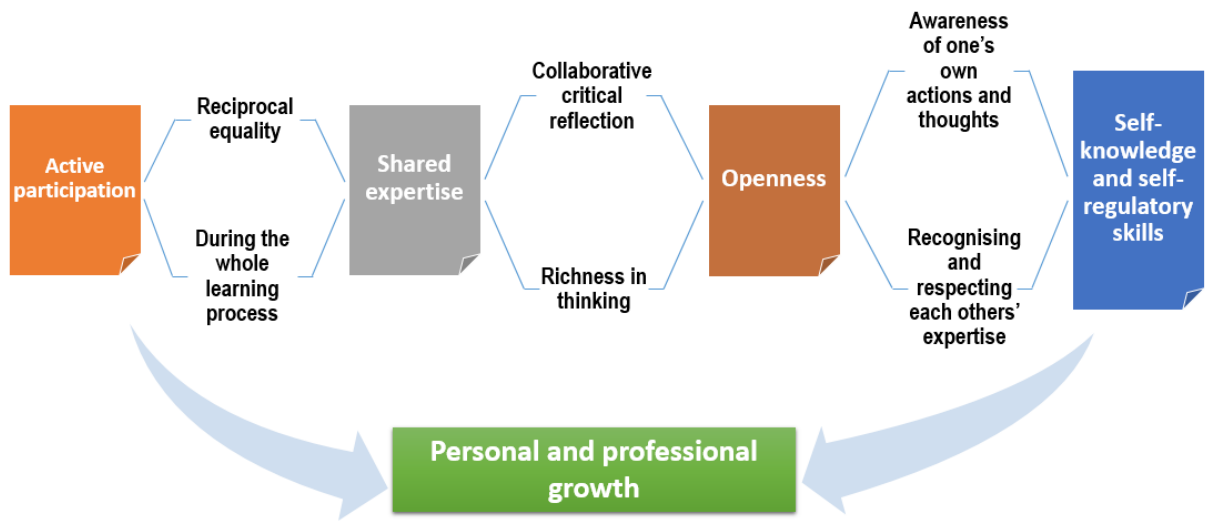 Active
participation
Reciprocal
equality
During the
whole
learning
process
Shared
expertise
Collaborative
critical
reflection
Richness in
thinking
Openness
Awareness
of one’s
own
actions and
thoughts
Recognising
and
respecting
each others’
expertise
Self-
knowledge
and self-
regulatory
skills
Personal and professional
growth